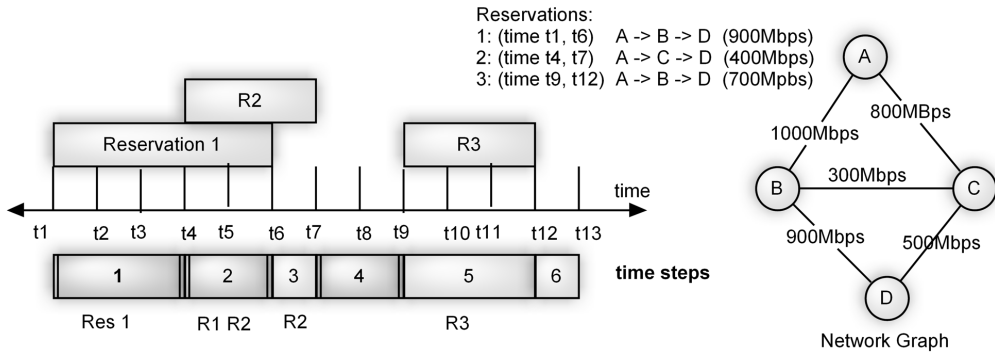 Reservations:
1: (time t1, t6) A -> B -> D (900Mbps)
2: (time t4, t7) A -> C -> D (400Mbps)
3: (time t9, t12) A -> B -> D (700Mpbs)
R2
Reservation 1
R3
time
t1 t2 t3 t4 t5 t6 t7 t8 t9 t10 t11 t12 t13
1 2 3 4 5 6
time steps
Res 1 R1 R2 R2 R3
A
1000Mbps
800MBps
B
300Mbps
C
900Mbps
500Mbps
D
Network Graph